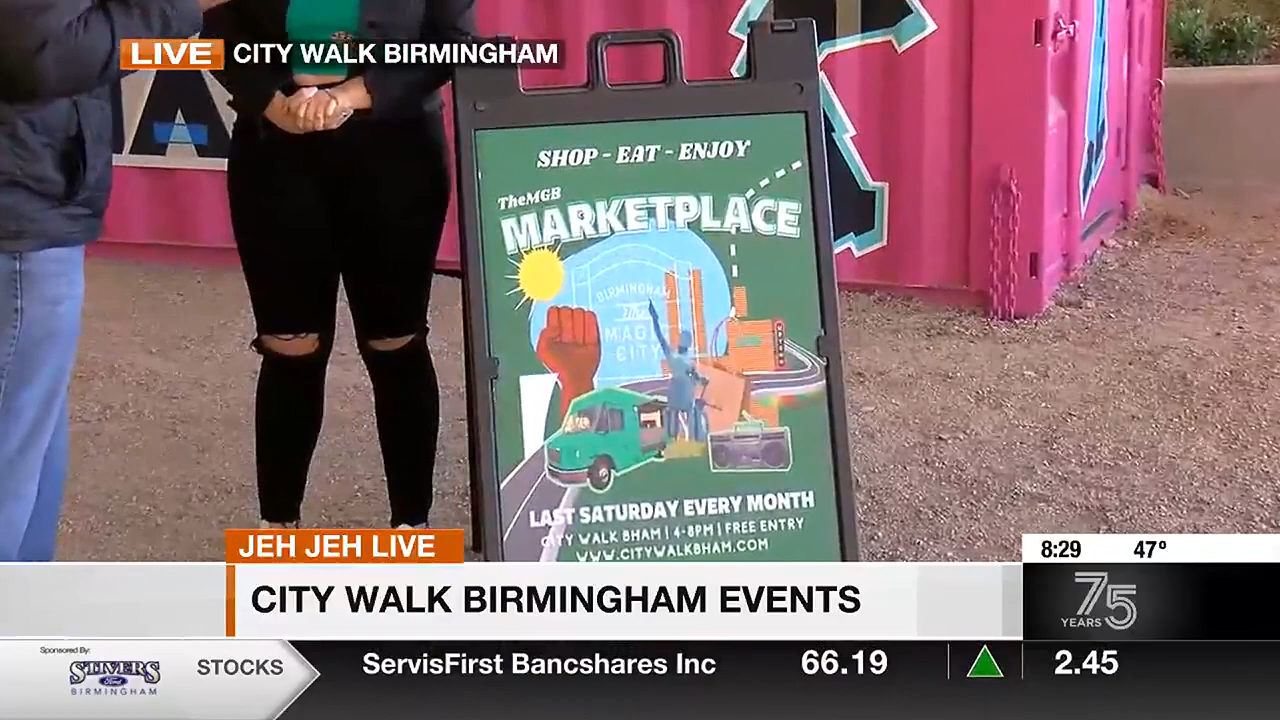 LIVE CITY WALK BIRMINGHAM
SHOP - EAT - ENJOY
TheMGB
MARKETPLACE
BIRMINGHAM
THE
MAGIC
CITY
LAST SATURDAY EVERY MONTH
CITY WALK BHAM | 4-8PM | FREE ENTRY
WWW.CITYWALKBHAM.COM
JEH JEH LIVE
CITY WALK BIRMINGHAM EVENTS
8:29 47°
75
YEARS
Sponsored By:
STIVERS
Ford
BIRMINGHAM
STOCKS
ServisFirst Bancshares Inc 66.19 2.45